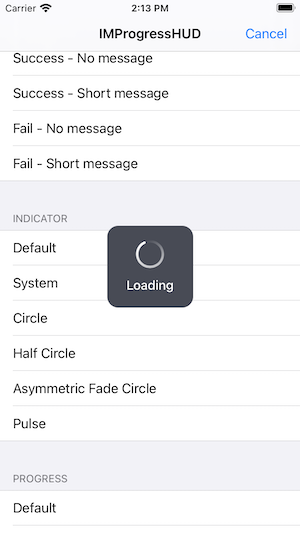 Carrier 2:13 PM
IMProgressHUD Cancel
Success - No message
Success - Short message
Fail - No message
Fail - Short message
INDICATOR
Default
System
Loading
Circle
Half Circle
Asymmetric Fade Circle
Pulse
PROGRESS
Default